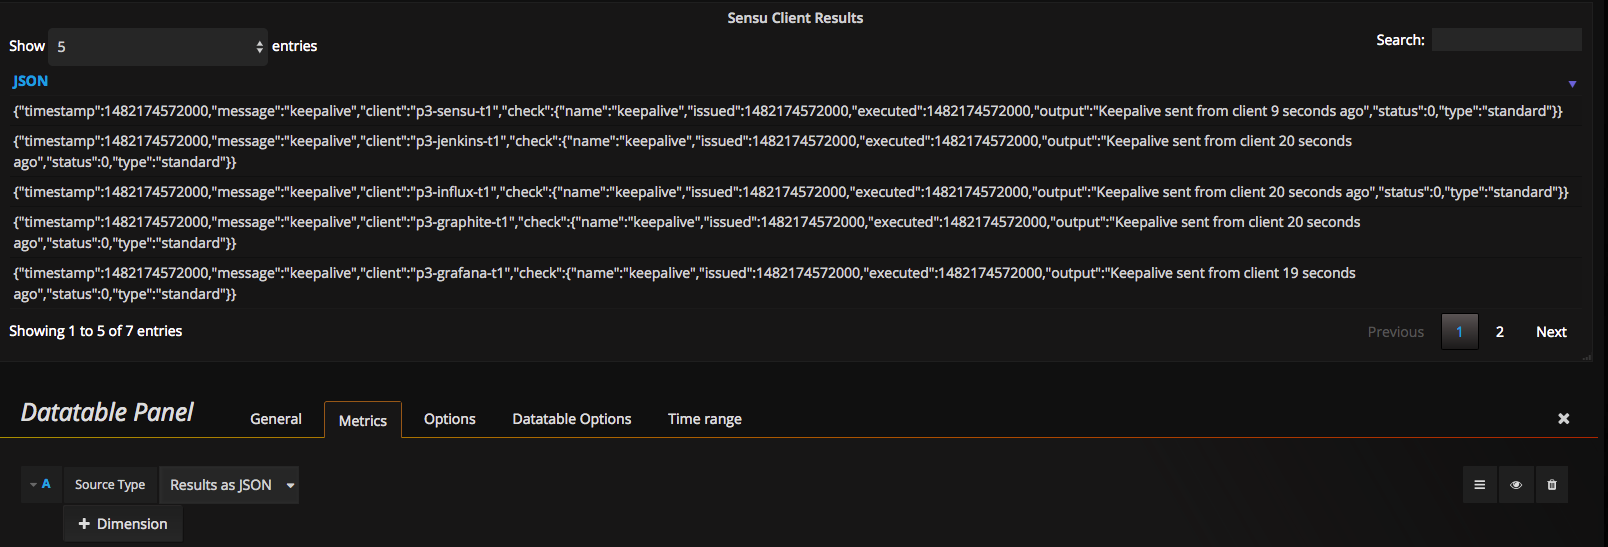 Sensu Client Results
Show 5 entries
Search:
JSON
{"timestamp":1482174572000,"message":"keepalive","client":"p3-sensu-t1","check":{"name":"keepalive","issued":1482174572000,"executed":1482174572000,"output":"Keepalive sent from client 9 seconds ago","status":0,"type":"standard"}}
{"timestamp":1482174572000,"message":"keepalive","client":"p3-jenkins-t1","check":{"name":"keepalive","issued":1482174572000,"executed":1482174572000,"output":"Keepalive sent from client 20 seconds
ago","status":0,"type":"standard"}}
{"timestamp":1482174572000,"message":"keepalive","client":"p3-influx-t1","check":{"name":"keepalive","issued":1482174572000,"executed":1482174572000,"output":"Keepalive sent from client 20 seconds ago","status":0,"type":"standard"}}
{"timestamp":1482174572000,"message":"keepalive","client":"p3-graphite-t1","check":{"name":"keepalive","issued":1482174572000,"executed":1482174572000,"output":"Keepalive sent from client 20 seconds
ago","status":0,"type":"standard"}}
{"timestamp":1482174572000,"message":"keepalive","client":"p3-grafana-t1","check":{"name":"keepalive","issued":1482174572000,"executed":1482174572000,"output":"Keepalive sent from client 19 seconds
ago","status":0,"type":"standard"}}
Showing 1 to 5 of 7 entries
Previous 1 2 Next
Datatable Panel General Metrics Options Datatable Options Time range
A Source Type Results as JSON
+ Dimension